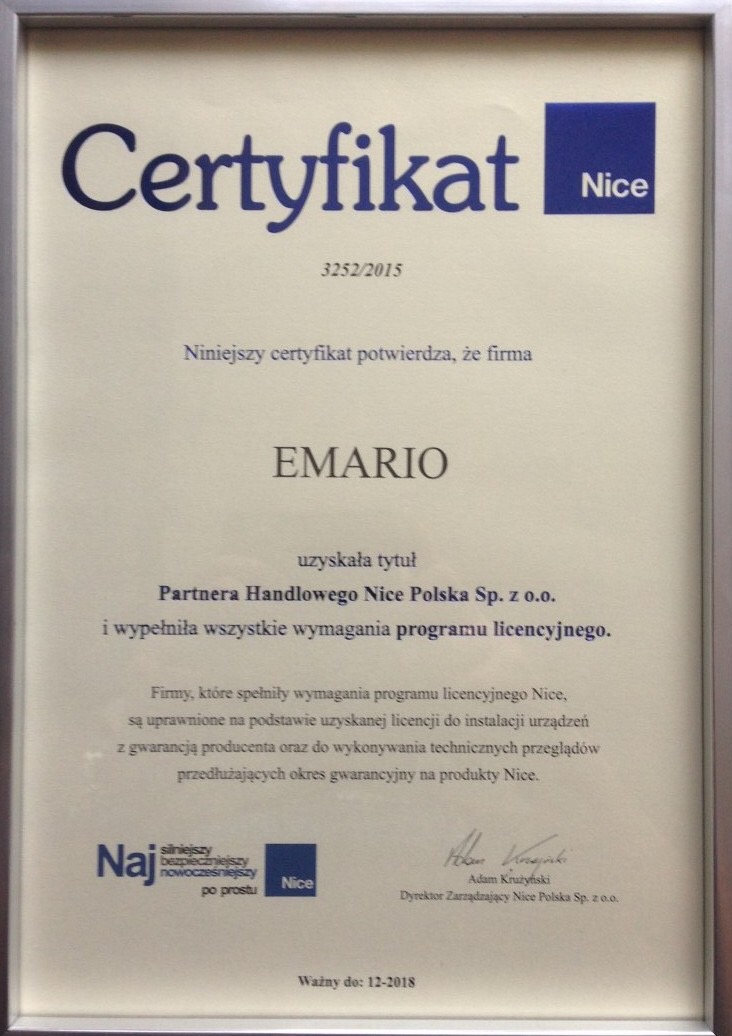 Certyfikat
Nice
3252/2015
Niniejszy certyfikat potwierdza, że firma
EMARIO
uzyskała tytuł
Partnera Handlowego Nice Polska Sp. z o.o.
i wypełniła wszystkie wymagania programu licencyjnego.
Firmy, które spełniły wymagania programu licencyjnego Nice,
są uprawnione na podstawie uzyskanej licencji do instalacji urządzeń
z gwarancją producenta oraz do wykonywania technicznych przeglądów
przedłużających okres gwarancyjny na produkty Nice.
Naj silniejszy
bezpieczniejszy
nowocześniejszy
po prostu Nice
Adam Krużyński
Adam Krużyński
Dyrektor Zarządzający Nice Polska Sp. z o.o.
Ważny do: 12-2018